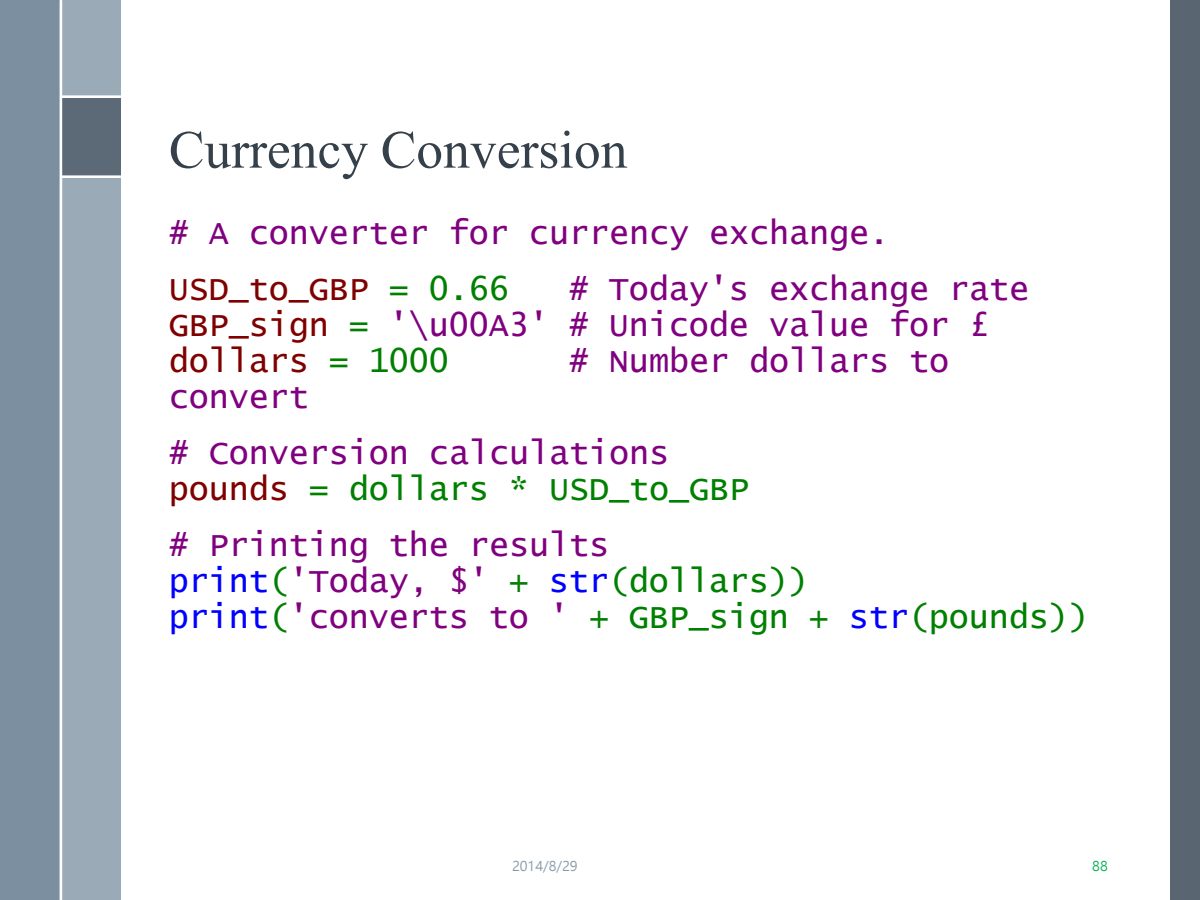 Currency Conversion
# A converter for currency exchange.
USD_to_GBP = 0.66   # Today's exchange rate
GBP_sign = '\u00A3' # Unicode value for £
dollars = 1000      # Number dollars to
convert
# Conversion calculations
pounds = dollars * USD_to_GBP
# Printing the results
print('Today, $' + str(dollars))
print('converts to ' + GBP_sign + str(pounds))
2014/8/29
88